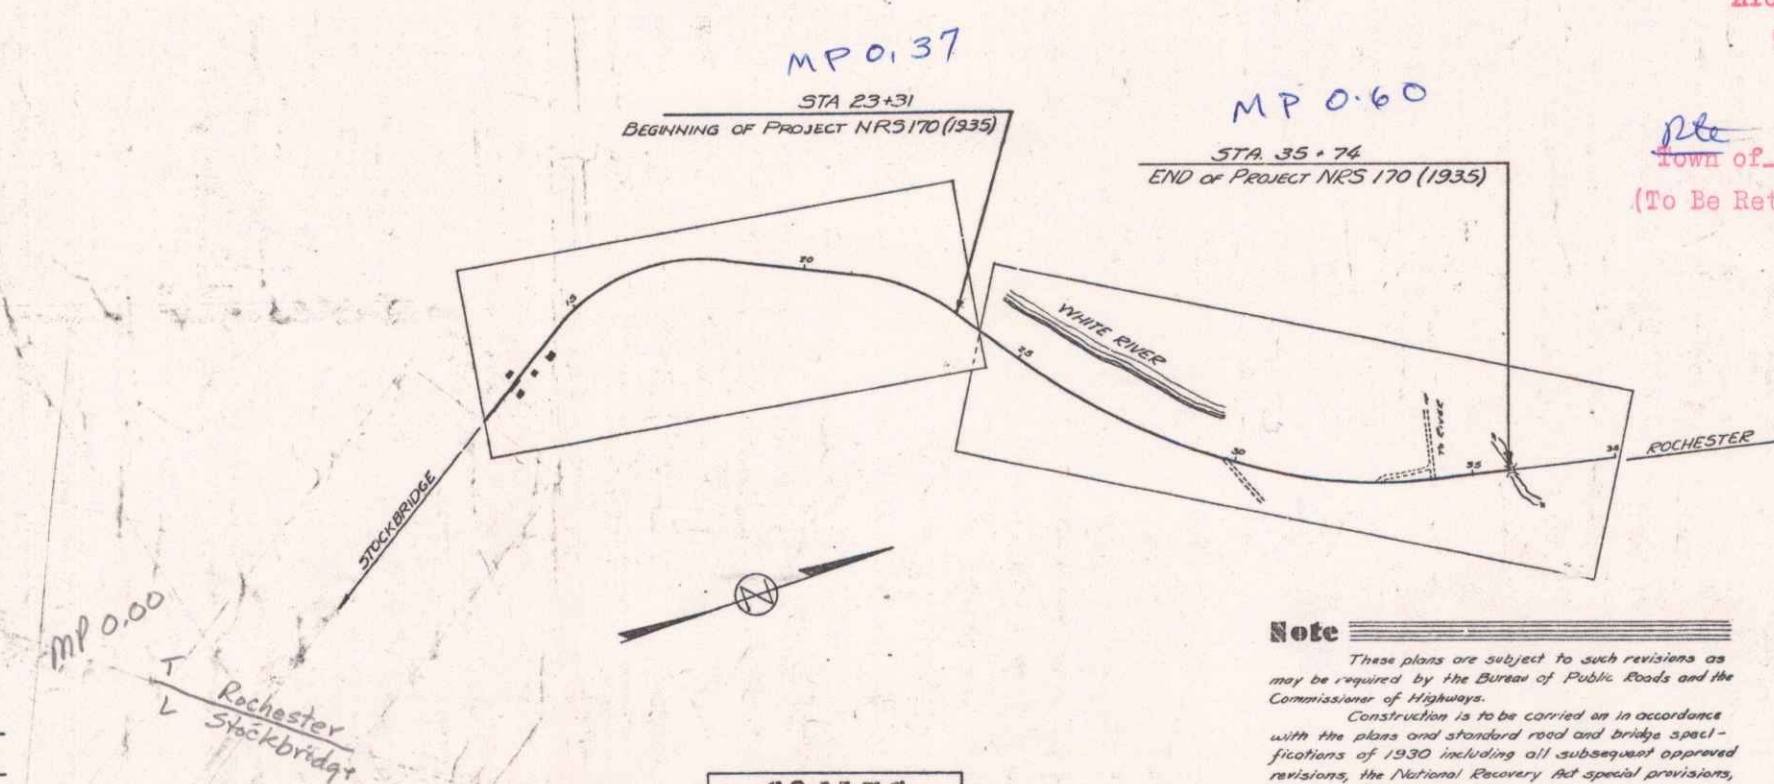 MP 0.37
STA 23+31
BEGINNING OF PROJECT NRS 170 (1935)
MP 0.60
STA. 35+74
END OF PROJECT NRS 170 (1935)
Rte
Town of
(To Be Ret
15
20
25
30
35
WHITE RIVER
TO RIVER
STOCKBRIDGE
ROCHESTER
N
MP 0.00
T
L
Rochester
Stockbridge
Note
These plans are subject to such revisions as
may be required by the Bureau of Public Roads and the
Commissioner of Highways.
Construction is to be carried on in accordance
with the plans and standard road and bridge speci-
fications of 1930 including all subsequent approved
revisions, the National Recovery Act special provisions,